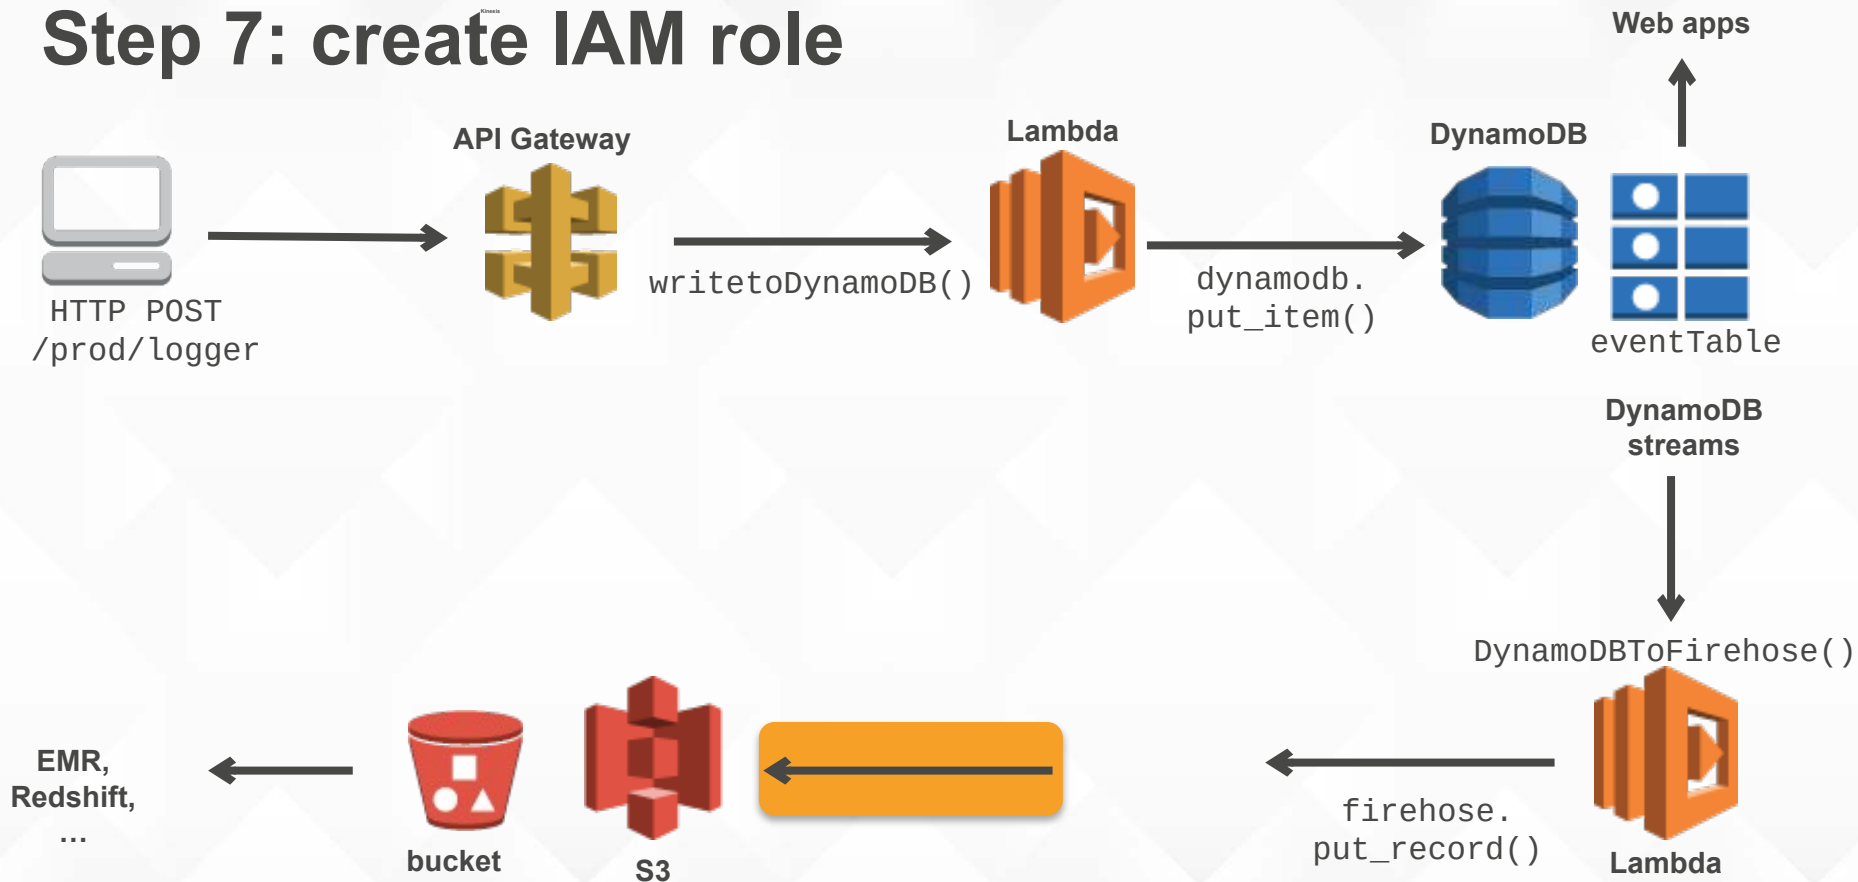 Kinesis
Step 7: create IAM role
Web apps
API Gateway
Lambda
DynamoDB
HTTP POST
/prod/logger
writetoDynamoDB()
dynamodb.
put_item()
eventTable
DynamoDB
streams
DynamoDBToFirehose()
EMR,
Redshift,
…
bucket
S3
firehose.
put_record()
Lambda